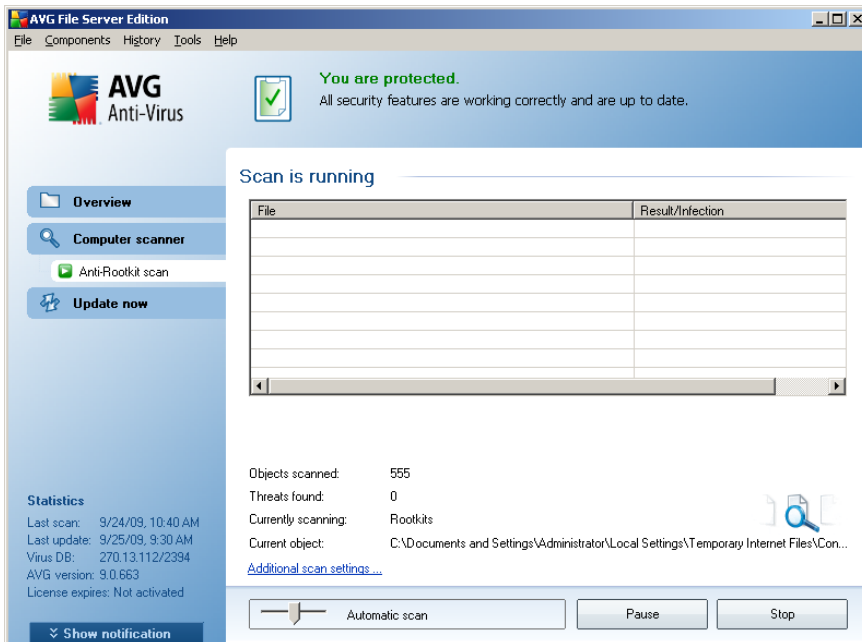 AVG File Server Edition
File Components History Tools Help
AVG
Anti-Virus
You are protected.
All security features are working correctly and are up to date.
Scan is running
Overview
Computer scanner
Anti-Rootkit scan
Update now
File Result/Infection
Objects scanned: 555
Threats found: 0
Currently scanning: Rootkits
Current object: C:\Documents and Settings\Administrator\Local Settings\Temporary Internet Files\Con...
Additional scan settings ...
Statistics
Last scan: 9/24/09, 10:40 AM
Last update: 9/25/09, 9:30 AM
Virus DB: 270.13.112/2394
AVG version: 9.0.663
License expires: Not activated
Show notification
Automatic scan
Pause
Stop